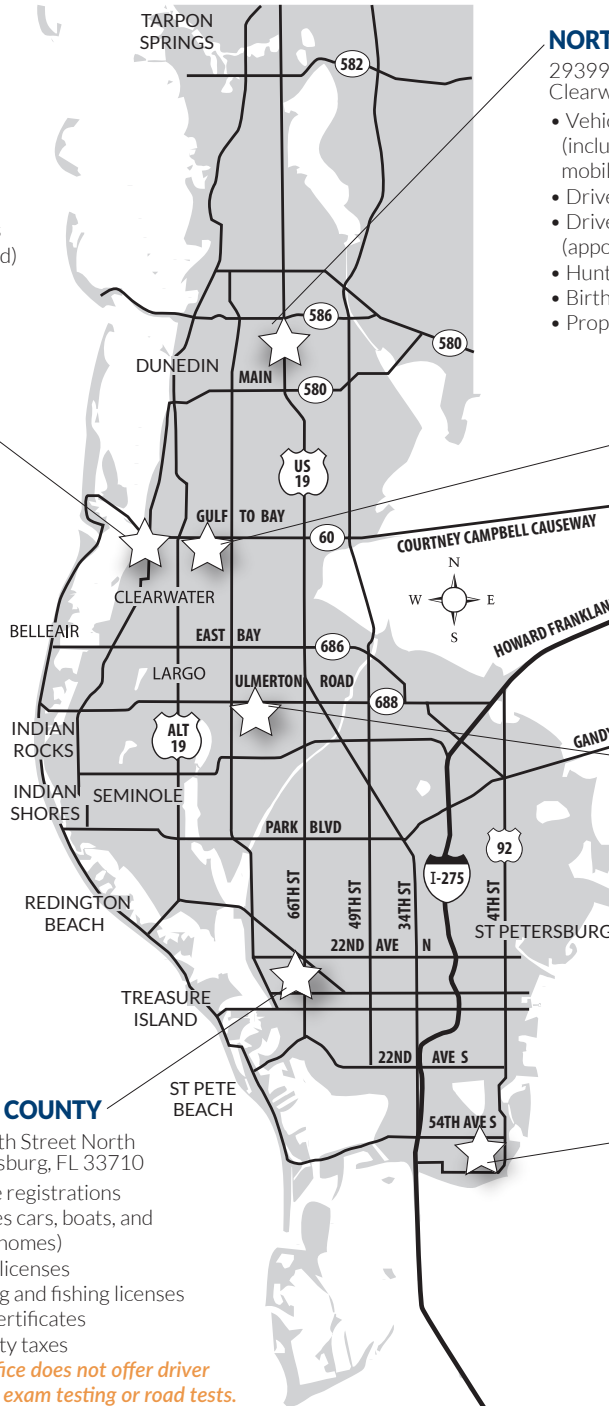 TARPON
SPRINGS
582
NORT
29399
Clearw
• Vehic
(inclu
mobil
• Drive
• Drive
(appo
• Hunt
• Birth
• Prop
d)
586
580
DUNEDIN
MAIN
580
US
19
GULF TO BAY
60
COURTNEY CAMPBELL CAUSEWAY
N
W E
S
CLEARWATER
HOWARD FRANKLAN
BELLEAIR
EAST BAY
686
LARGO
ULMERTON ROAD
688
INDIAN
ROCKS
ALT
19
GANDY
INDIAN
SHORES
SEMINOLE
PARK BLVD
92
I-275
66TH ST
49TH ST
34TH ST
4TH ST
REDINGTON
BEACH
22ND AVE N
ST PETERSBURG
TREASURE
ISLAND
22ND AVE S
ST PETE
BEACH
54TH AVE S
COUNTY
th Street North
sburg, FL 33710
e registrations
es cars, boats, and
homes)
licenses
g and fishing licenses
ertificates
ty taxes
fice does not offer driver
exam testing or road tests.